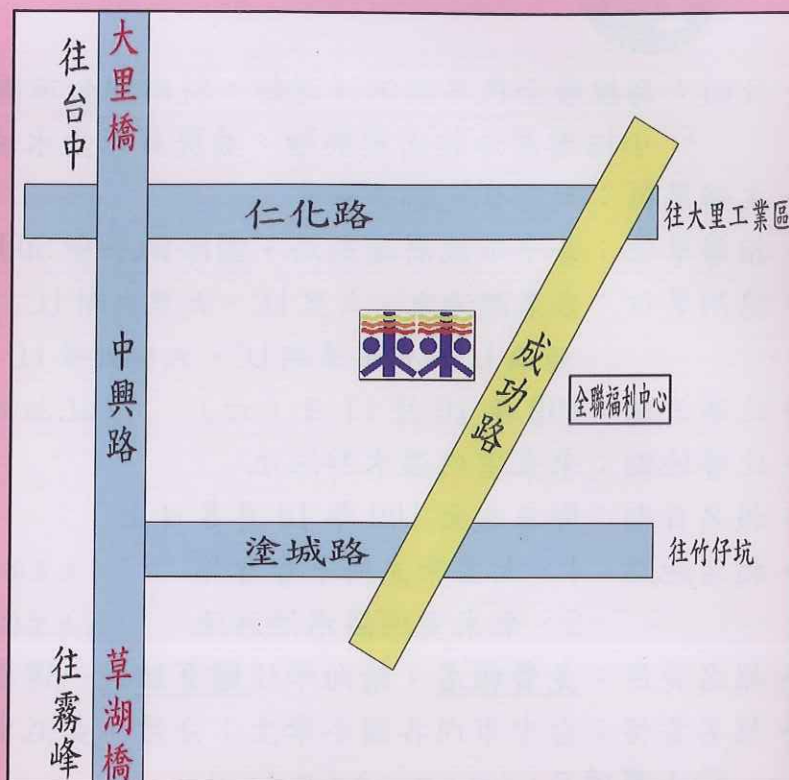 往台中
大里橋
仁化路
往大里工業區
中興路
成功路
全聯福利中心
塗城路
往竹仔坑
往霧峰
草湖橋